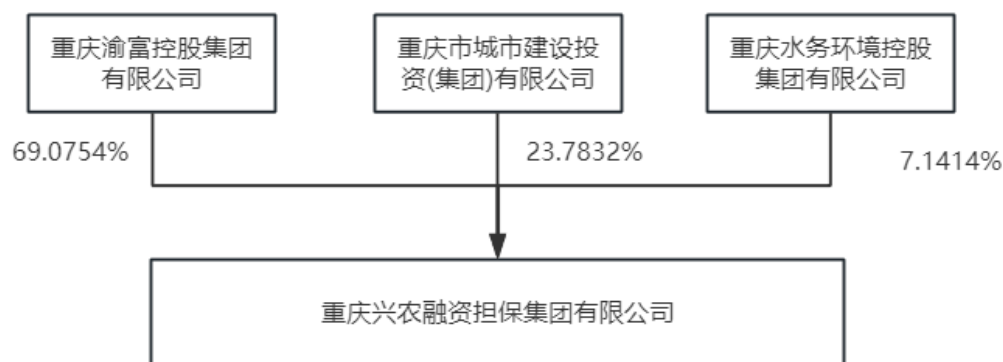 重庆渝富控股集团
有限公司
重庆市城市建设投
资(集团)有限公司
重庆水务环境控股
集团有限公司
69.0754%
23.7832%
7.1414%
重庆兴农融资担保集团有限公司